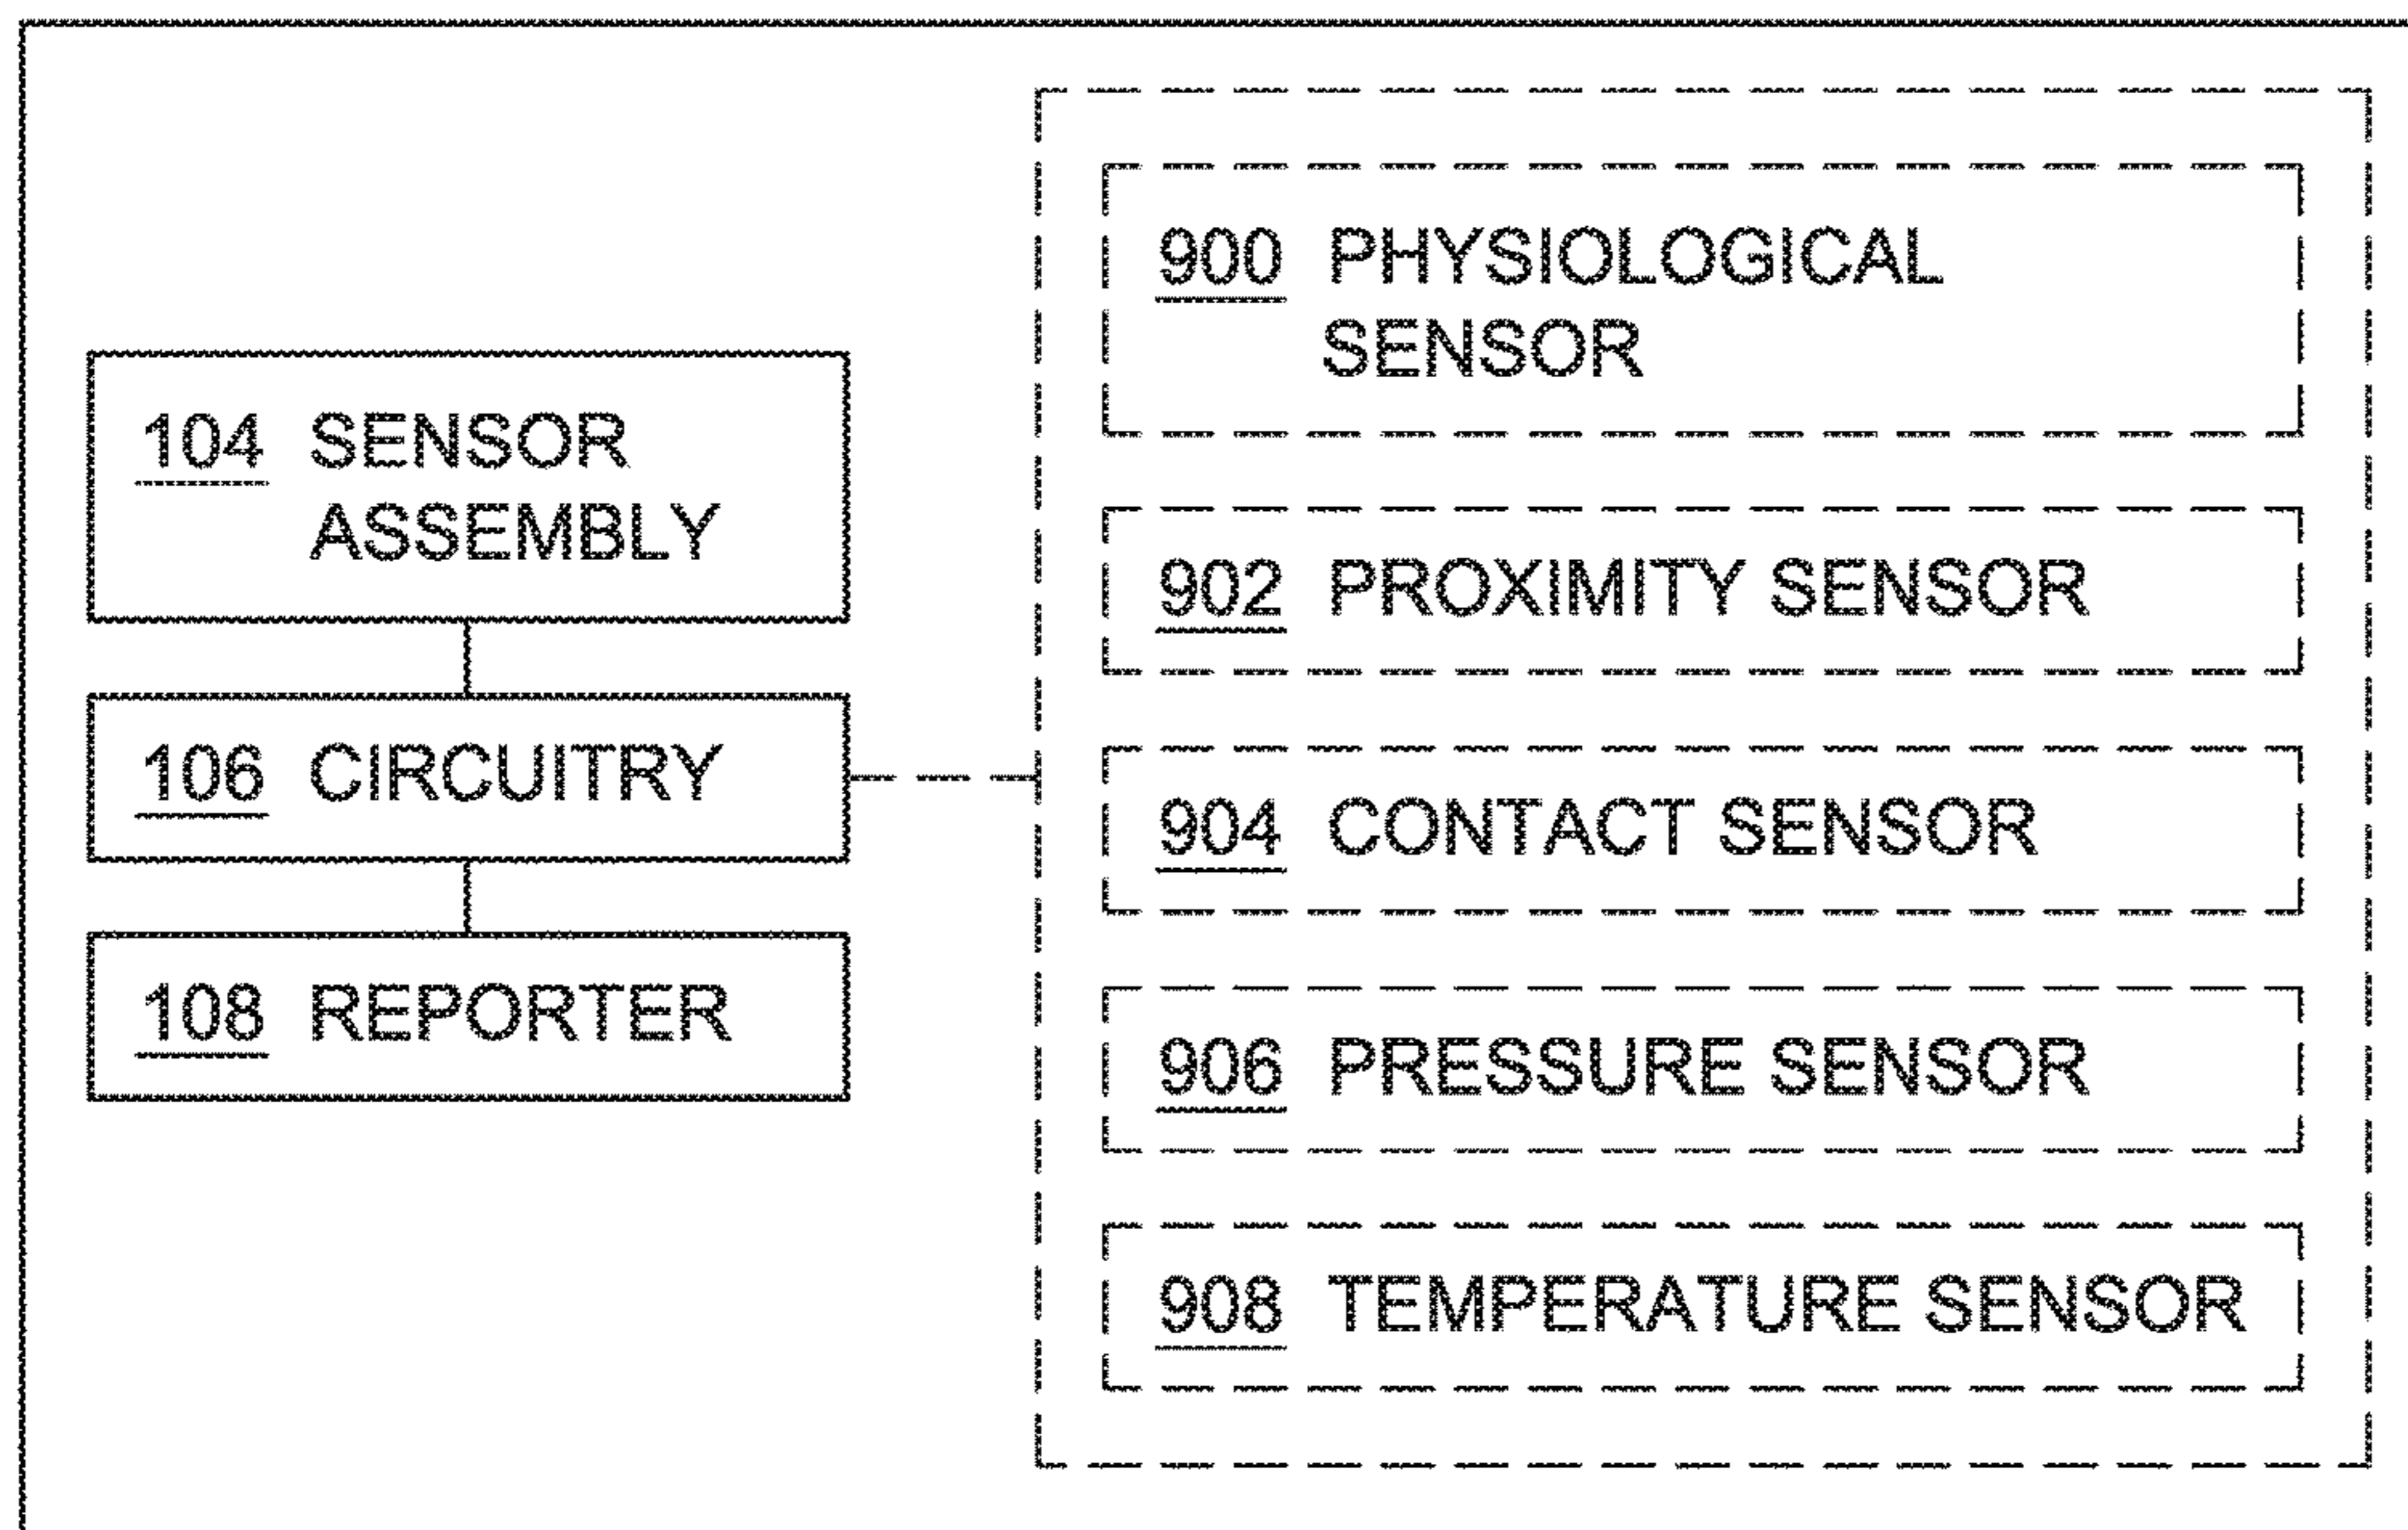 104 SENSOR
ASSEMBLY
106 CIRCUITRY
108 REPORTER
900 PHYSIOLOGICAL
SENSOR
902 PROXIMITY SENSOR
904 CONTACT SENSOR
906 PRESSURE SENSOR
908 TEMPERATURE SENSOR